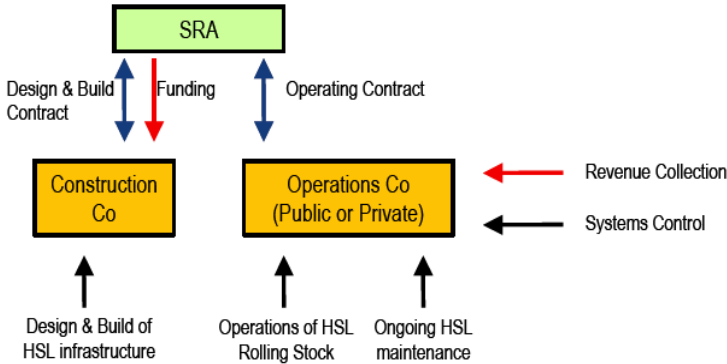 SRA
Design & Build
Contract
Funding
Operating Contract
Construction
Co
Operations Co
(Public or Private)
Revenue Collection
Systems Control
Design & Build of
HSL infrastructure
Operations of HSL
Rolling Stock
Ongoing HSL
maintenance